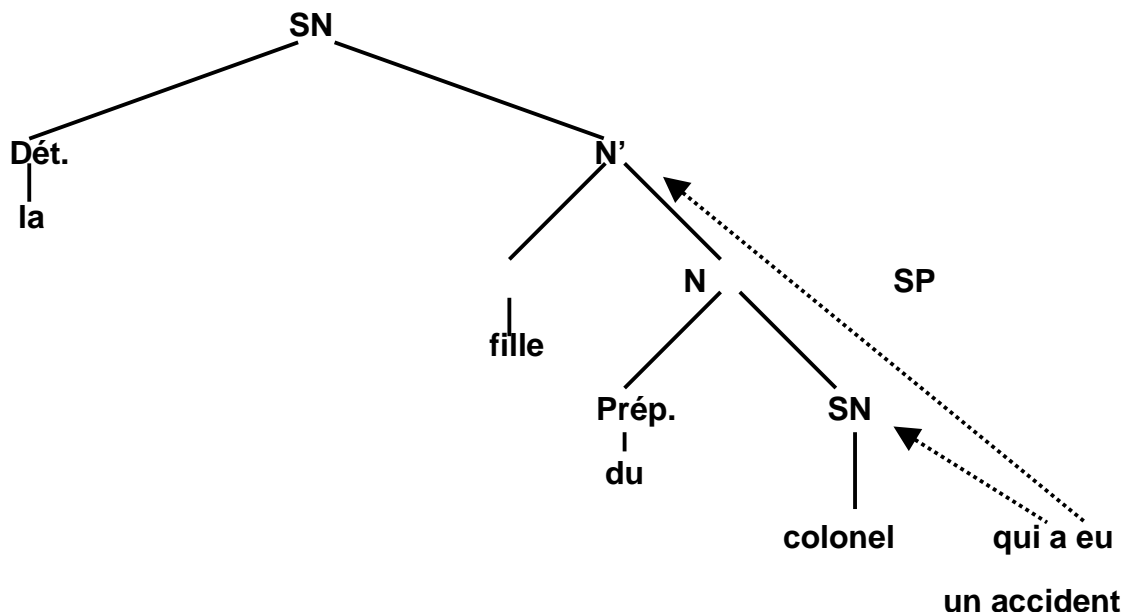 SN
Dét. N’
la
N SP
fille
Prép. SN
du
colonel qui a eu
un accident